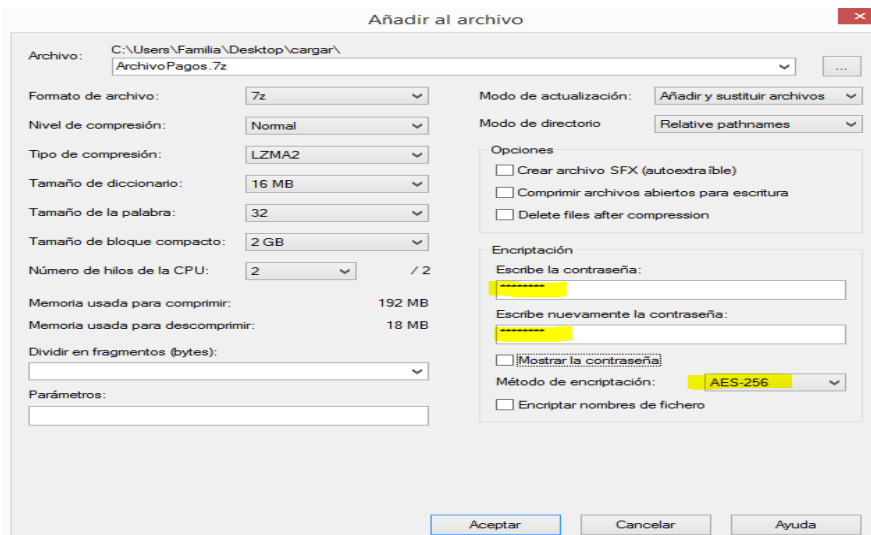 Añadir al archivo
Archivo:
C:\Users\Familia\Desktop\cargar\
ArchivoPagos.7z
...
Formato de archivo: 7z
Nivel de compresión: Normal
Tipo de compresión: LZMA2
Tamaño de diccionario: 16 MB
Tamaño de la palabra: 32
Tamaño de bloque compacto: 2 GB
Número de hilos de la CPU: 2 / 2
Memoria usada para comprimir: 192 MB
Memoria usada para descomprimir: 18 MB
Dividir en fragmentos (bytes):
Parámetros:
Modo de actualización: Añadir y sustituir archivos
Modo de directorio Relative pathnames
Opciones
Crear archivo SFX (autoextraíble)
Comprimir archivos abiertos para escritura
Delete files after compression
Encriptación
Escribe la contraseña:
********
Escribe nuevamente la contraseña:
********
Mostrar la contraseña
Método de encriptación: AES-256
Encriptar nombres de fichero
Aceptar Cancelar Ayuda